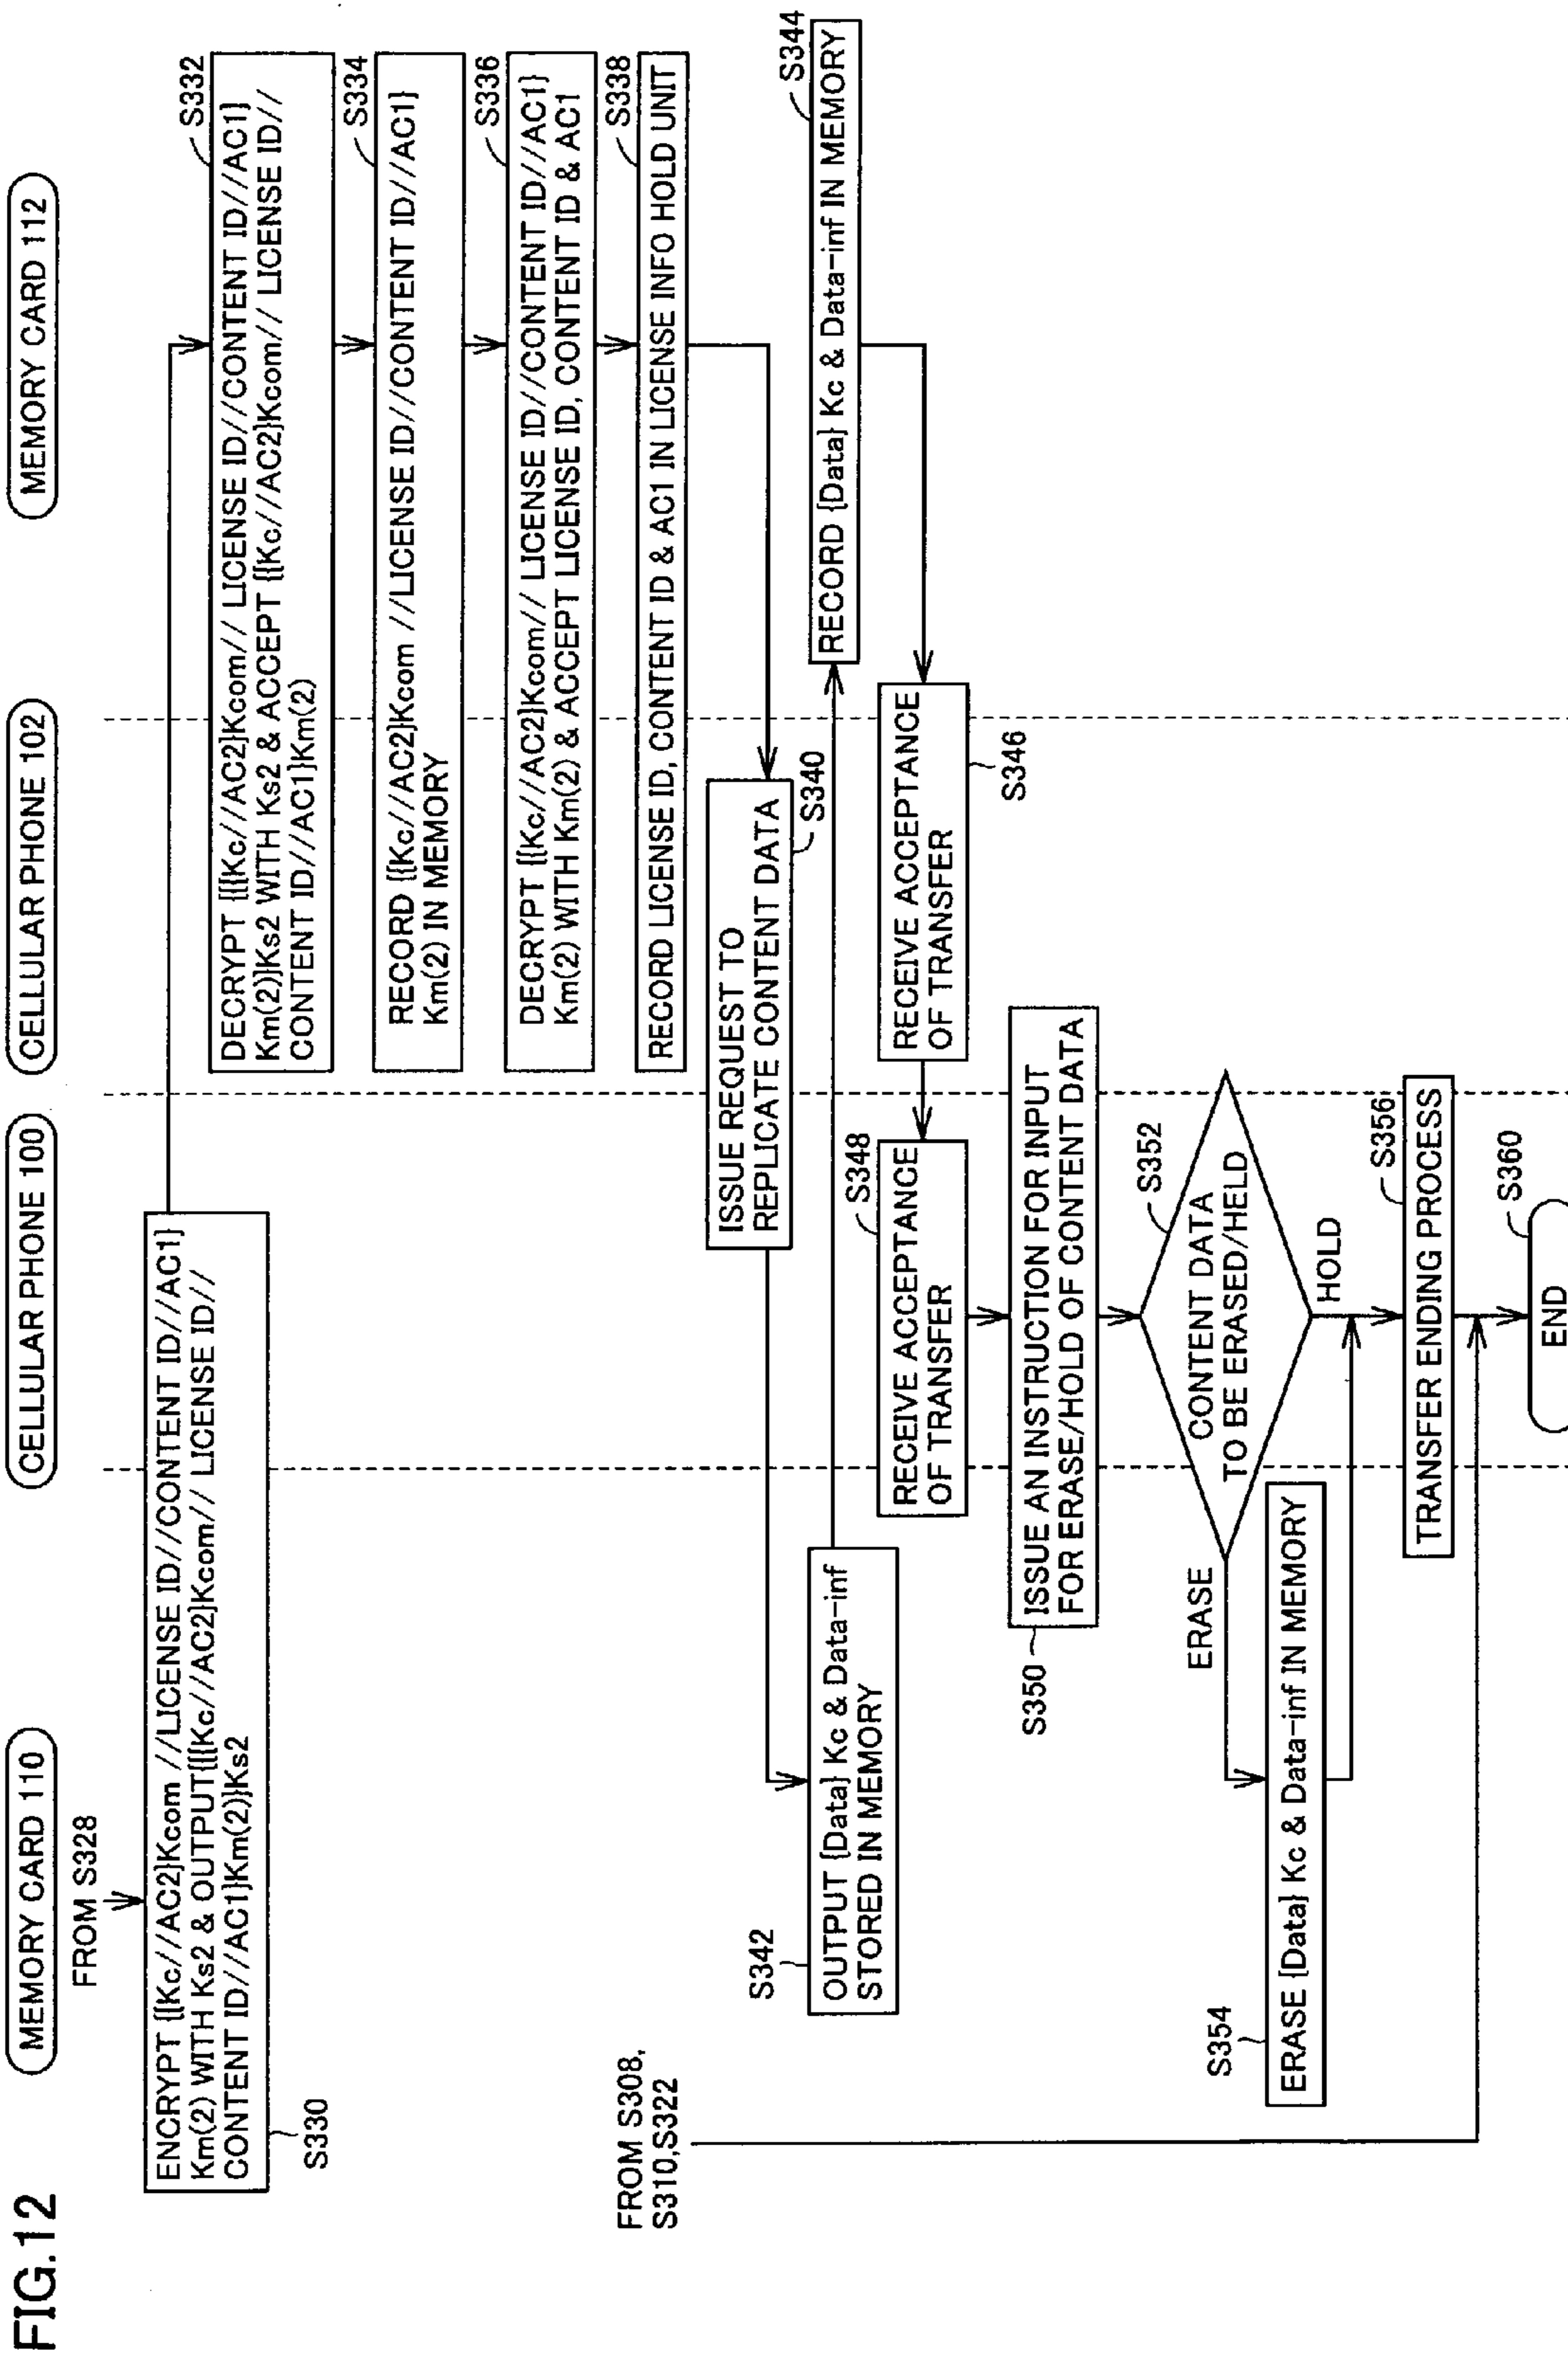 FIG.12
MEMORY CARD 110
CELLULAR PHONE 100
CELLULAR PHONE 102
MEMORY CARD 112
FROM S328
ENCRYPT {{Kc//AC2}Kcom //LICENSE ID//CONTENT ID//AC1}
Km(2) WITH Ks2 & OUTPUT{{{Kc//AC2}Kcom// LICENSE ID//
CONTENT ID//AC1}Km(2)}Ks2
S330
S332
DECRYPT {{{Kc//AC2}Kcom// LICENSE ID//CONTENT ID//AC1}
Km(2)}Ks2 WITH Ks2 & ACCEPT {{Kc//AC2}Kcom// LICENSE ID//
CONTENT ID//AC1}Km(2)
S334
RECORD {{Kc//AC2}Kcom //LICENSE ID//CONTENT ID//AC1}
Km(2) IN MEMORY
S336
DECRYPT {{Kc//AC2}Kcom// LICENSE ID//CONTENT ID//AC1}
Km(2) WITH Km(2) & ACCEPT LICENSE ID, CONTENT ID & AC1
S338
RECORD LICENSE ID, CONTENT ID & AC1 IN LICENSE INFO HOLD UNIT
FROM S308,
S310,S322
ISSUE REQUEST TO
REPLICATE CONTENT DATA
S340
S342
OUTPUT {Data} Kc & Data-inf
STORED IN MEMORY
S344
RECORD {Data} Kc & Data-inf IN MEMORY
RECEIVE ACCEPTANCE
OF TRANSFER
S346
S348
RECEIVE ACCEPTANCE
OF TRANSFER
S350
ISSUE AN INSTRUCTION FOR INPUT
FOR ERASE/HOLD OF CONTENT DATA
S352
CONTENT DATA
TO BE ERASED/HELD
ERASE
HOLD
S354
ERASE {Data} Kc & Data-inf IN MEMORY
S356
TRANSFER ENDING PROCESS
S360
END